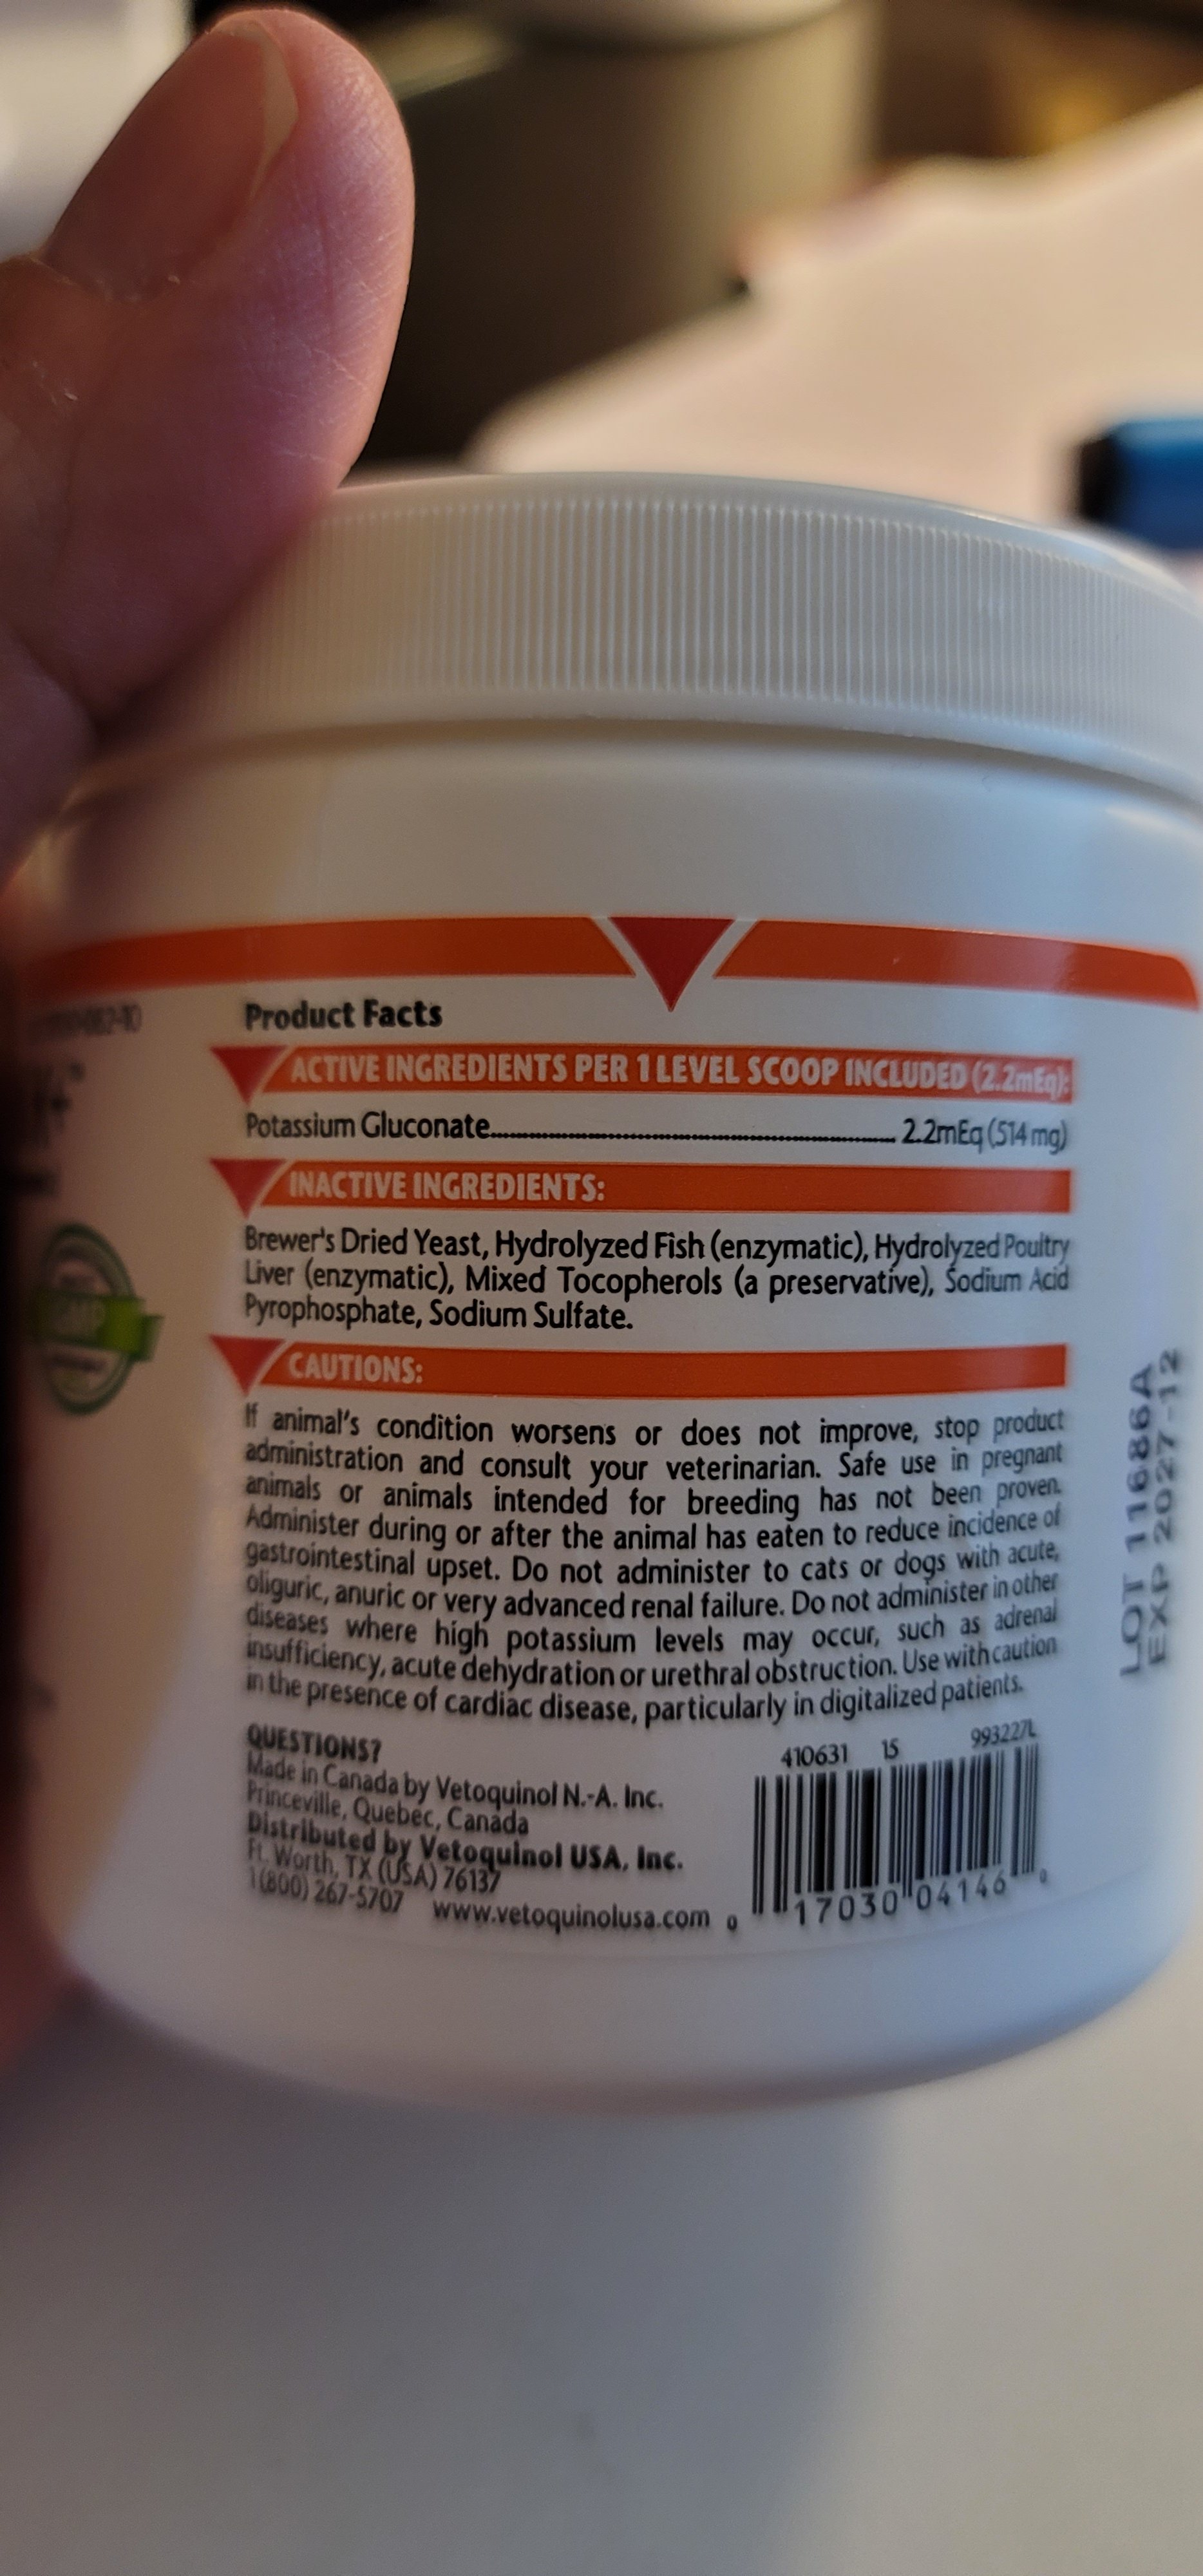 Product Facts
ACTIVE INGREDIENTS PER 1 LEVEL SCOOP INCLUDED (2.2mEq):
Potassium Gluconate........ 2.2mEq (514 mg)
INACTIVE INGREDIENTS:
Brewer's Dried Yeast, Hydrolyzed Fish (enzymatic), Hydrolyzed Poultry
Liver (enzymatic), Mixed Tocopherols (a preservative), Sodium Acid
Pyrophosphate, Sodium Sulfate.
CAUTIONS:
If animal's condition worsens or does not improve, stop product
administration and consult your veterinarian. Safe use in pregnant
animals or animals intended for breeding has not been proven.
Administer during or after the animal has eaten to reduce incidence of
gastrointestinal upset. Do not administer to cats or dogs with acute,
oliguric, anuric or very advanced renal failure. Do not administer in other
diseases where high potassium levels may occur, such as adrenal
insufficiency, acute dehydration or urethral obstruction. Use with caution
in the presence of cardiac disease, particularly in digitalized patients.
QUESTIONS?
Made in Canada by Vetoquinol N.-A. Inc.
Princeville, Quebec, Canada
Distributed by Vetoquinol USA, Inc.
Ft. Worth, TX (USA) 76137
1 (800) 267-5707 www.vetoquinolusa.com
410631 15 993227L
0 17030 04146 0
LOT 11686A
EXP 2027-12